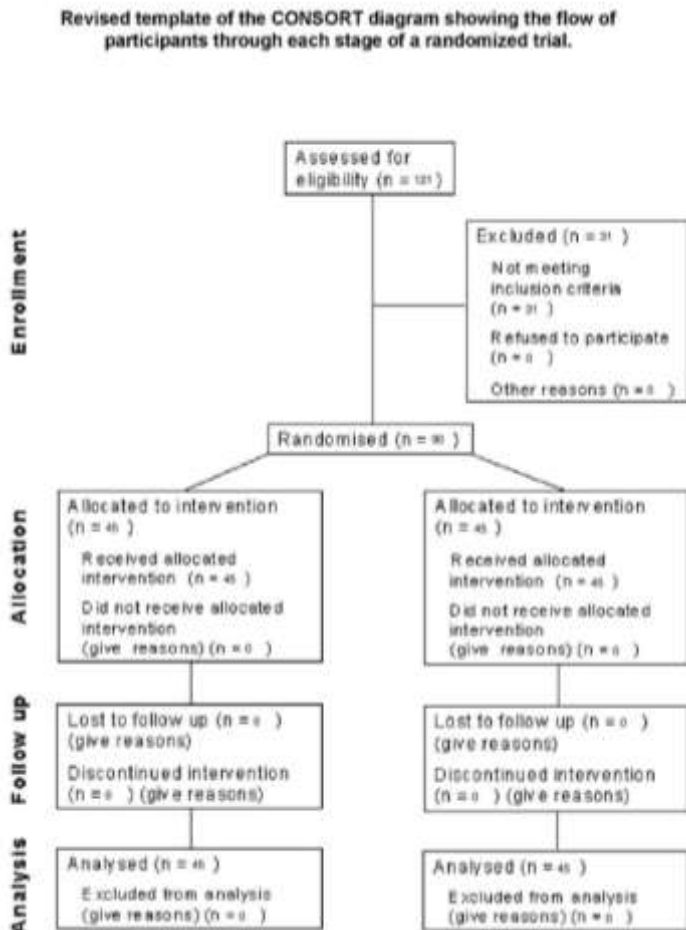 Revised template of the CONSORT diagram showing the flow of
participants through each stage of a randomized trial.
Enrollment
Assessed for
eligibility (n = 121)
Excluded (n = 31 )
Not meeting
inclusion criteria
(n = 31 )
Refused to participate
(n = 0 )
Other reasons (n = 0 )
Randomised (n = 90 )
Allocation
Allocated to intervention
(n = 45 )
Received allocated
intervention (n = 45 )
Did not receive allocated
intervention
(give reasons) (n = 0 )
Allocated to intervention
(n = 45 )
Received allocated
intervention (n = 45 )
Did not receive allocated
intervention
(give reasons) (n = 0 )
Follow up
Lost to follow up (n = 0 )
(give reasons)
Discontinued intervention
(n = 0 ) (give reasons)
Lost to follow up (n = 0 )
(give reasons)
Discontinued intervention
(n = 0 ) (give reasons)
Analysis
Analysed (n = 45 )
Excluded from analysis
(give reasons) (n = 0 )
Analysed (n = 45 )
Excluded from analysis
(give reasons) (n = 0 )